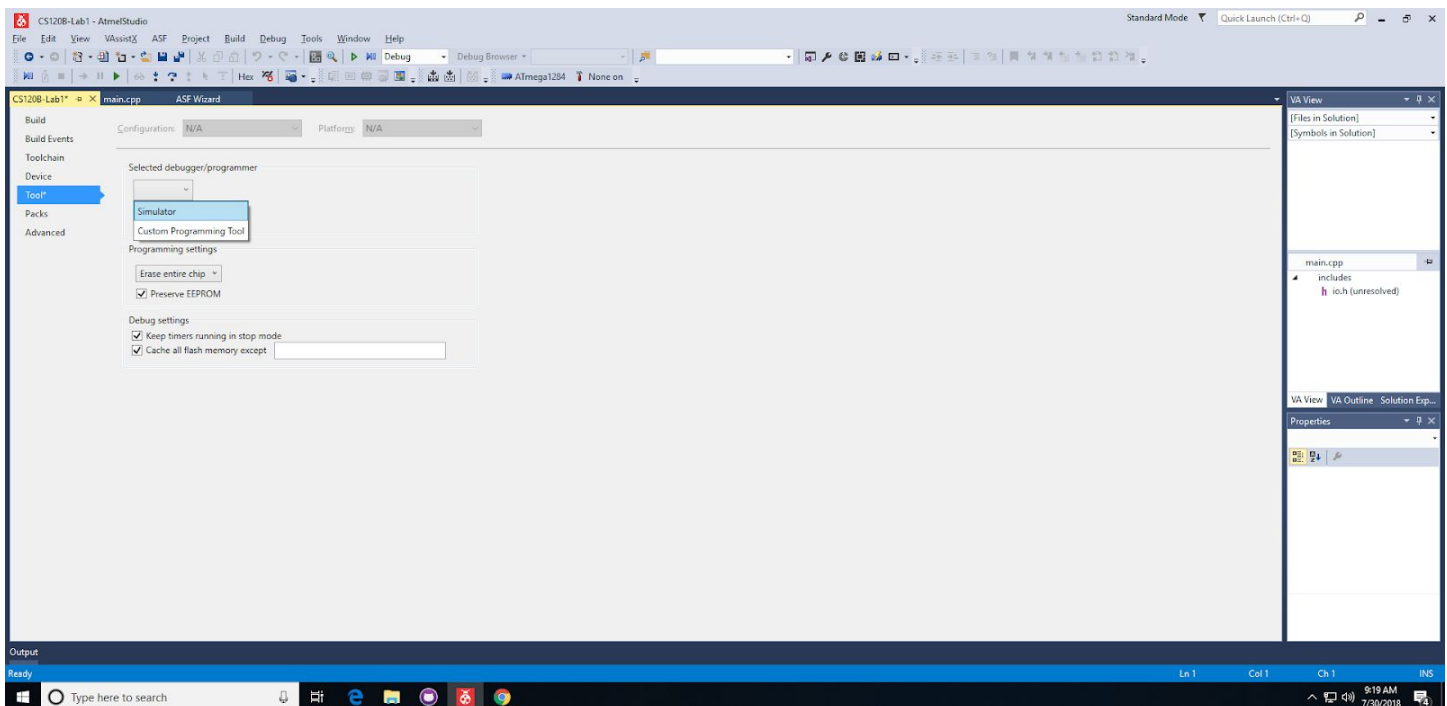 CS120B-Lab1 - AtmelStudio
Standard Mode
Quick Launch (Ctrl+Q)
File Edit View VAssistX ASF Project Build Debug Tools Window Help
Debug
Debug Browser
Hex
ATmega1284
None on
CS120B-Lab1* main.cpp ASF Wizard
Build
Build Events
Toolchain
Device
Tool*
Packs
Advanced
Configuration: N/A Platform: N/A
Selected debugger/programmer
Simulator
Custom Programming Tool
Programming settings
Erase entire chip
Preserve EEPROM
Debug settings
Keep timers running in stop mode
Cache all flash memory except
VA View
[Files in Solution]
[Symbols in Solution]
main.cpp
includes
h io.h (unresolved)
VA View VA Outline Solution Exp...
Properties
Output
Ready
Ln 1 Col 1 Ch 1 INS
Type here to search
9:19 AM
7/30/2018
4